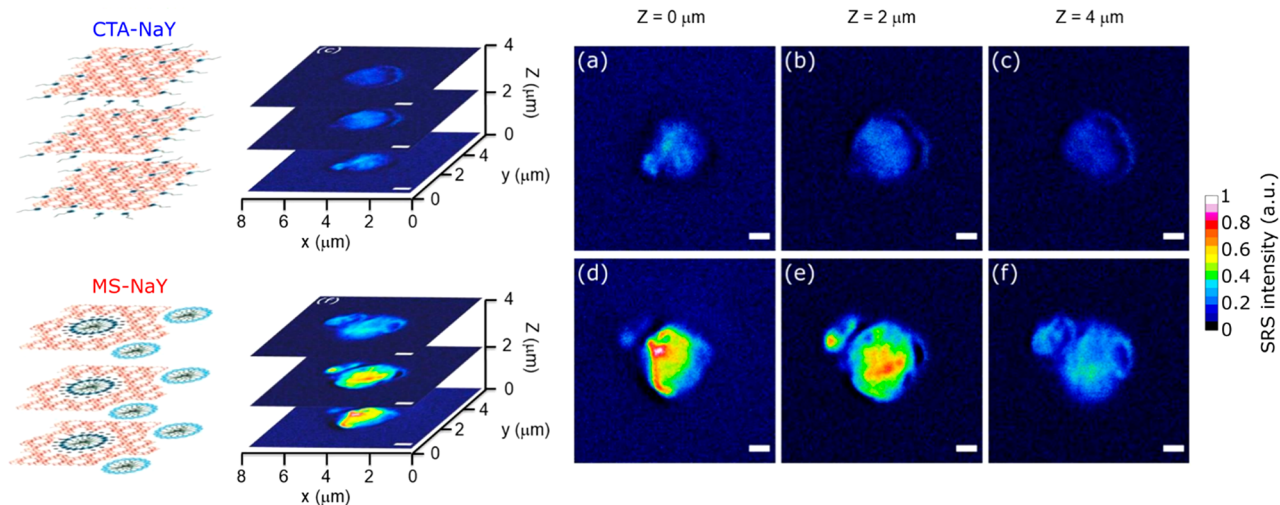 CTA-NaY
(c)
4
2
0
Z (μm)
4
2
0
y (μm)
8 6 4 2 0
x (μm)
MS-NaY
(f)
4
2
0
Z (μm)
4
2
0
y (μm)
8 6 4 2 0
x (μm)
Z = 0 μm Z = 2 μm Z = 4 μm
(a) (b) (c)
(d) (e) (f)
1
0.8
0.6
0.4
0.2
0
SRS intensity (a.u.)